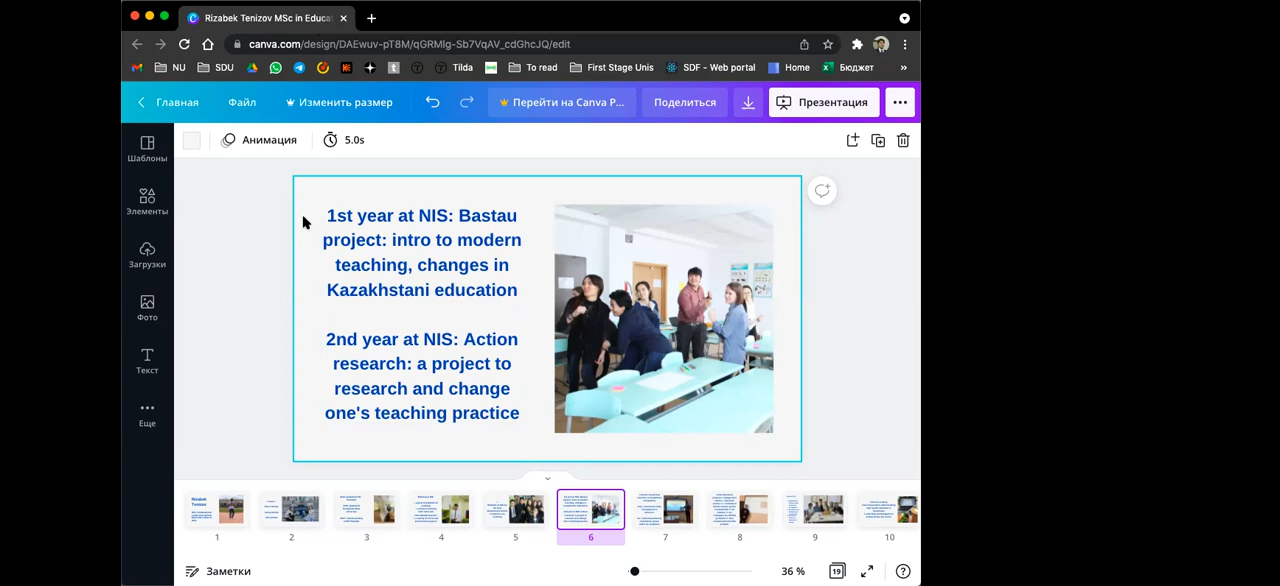 Rizabek Tenizov MSc in Educa
canva.com/design/DAEwuv-pT8M/qGRMlg-Sb7VqAV_cdGhcJQ/edit
NU SDU Tilda To read First Stage Unis SDF - Web portal Home Бюджет »
Главная Файл Изменить размер Перейти на Canva P... Поделиться Презентация
Анимация 5.0s
Шаблоны
Элементы
Загрузки
Фото
Текст
Еще
1st year at NIS: Bastau
project: intro to modern
teaching, changes in
Kazakhstani education
2nd year at NIS: Action
research: a project to
research and change
one's teaching practice
Rizabek
Tenizov
1 2 3 4 5 6 7 8 9 10
Заметки 36 % 19